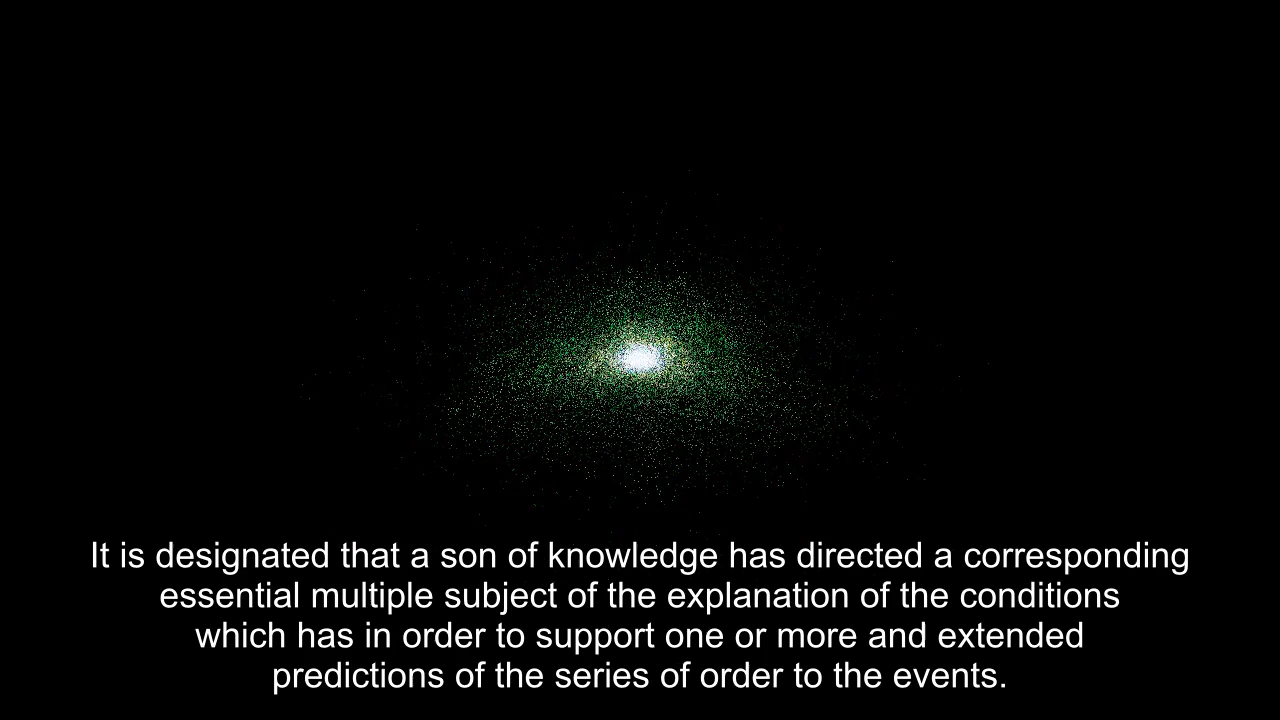 It is designated that a son of knowledge has directed a corresponding
essential multiple subject of the explanation of the conditions
which has in order to support one or more and extended
predictions of the series of order to the events.